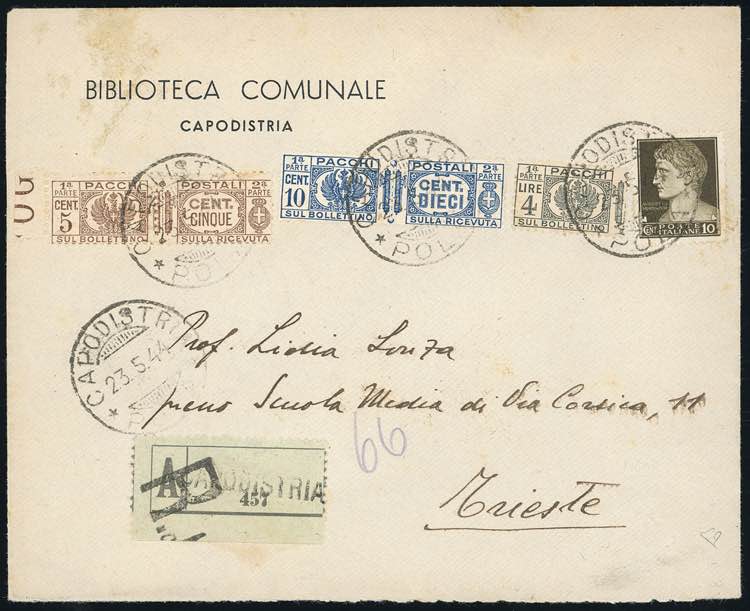 BIBLIOTECA COMUNALE
CAPODISTRIA
1ª PARTE PACCHI POSTALI 2ª PARTE
CENT. 5 CENT. CINQUE
SUL BOLLETTINO SULLA RICEVUTA
1ª PARTE PACCHI POSTALI 2ª PARTE
CENT. 10 CENT. DIECI
SUL BOLLETTINO SULLA RICEVUTA
1ª PARTE PACCHI
LIRE 4
SUL BOLLETTINO
CENT POSTE ITALIANE 10
CAPODISTRI
23.5.44
Prof. Lidia Lonza
presso Scuola Media di Via Corsica, 11
66
Trieste
A CAPODISTRIA
457